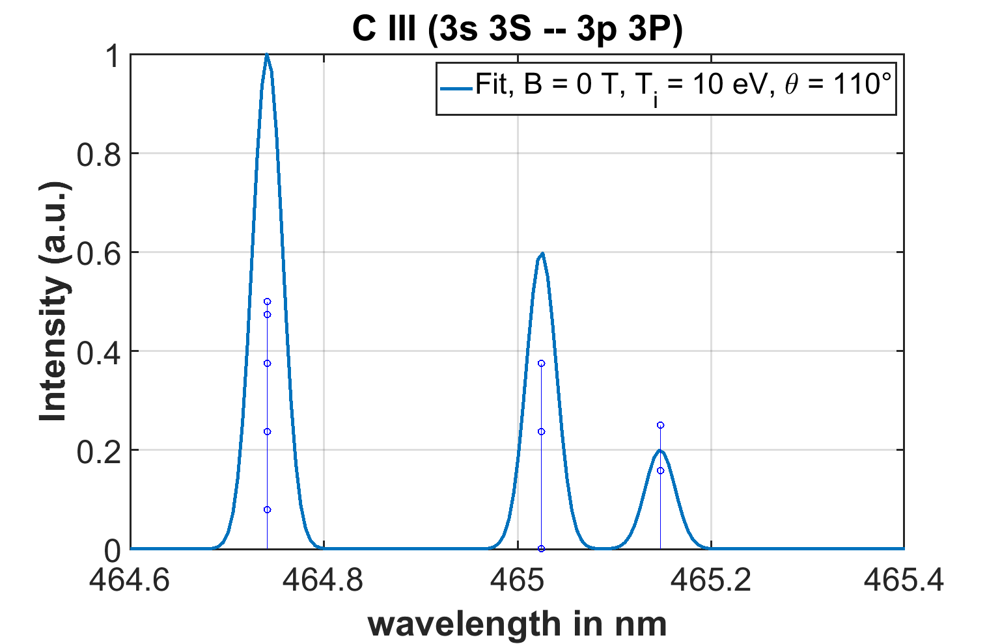 C III (3s 3S -- 3p 3P)
Fit, B = 0 T, Ti = 10 eV, θ = 110°
Intensity (a.u.)
1
0.8
0.6
0.4
0.2
0
464.6 464.8 465 465.2 465.4
wavelength in nm